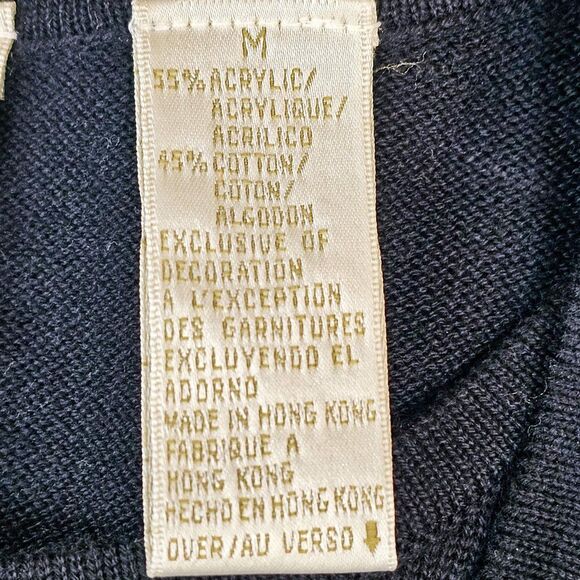 M
55% ACRYLIC/
ACRYLIQUE/
ACRILICO
45% COTTON/
COTON/
ALGODON
EXCLUSIVE OF
DECORATION
A L'EXCEPTION
DES GARNITURES
EXCLUYENDO EL
ADORNO
MADE IN HONG KONG
FABRIQUE A
HONG KONG
HECHO EN HONG KONG
OVER/AU VERSO